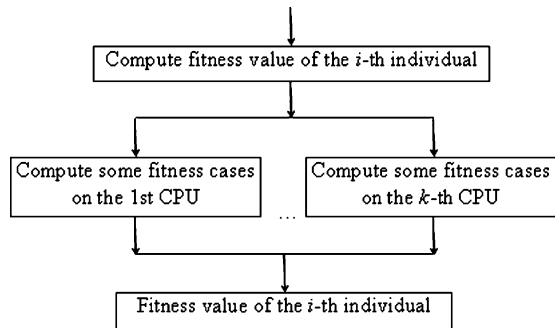 Compute fitness value of the i-th individual
Compute some fitness cases
on the 1st CPU
...
Compute some fitness cases
on the k-th CPU
Fitness value of the i-th individual